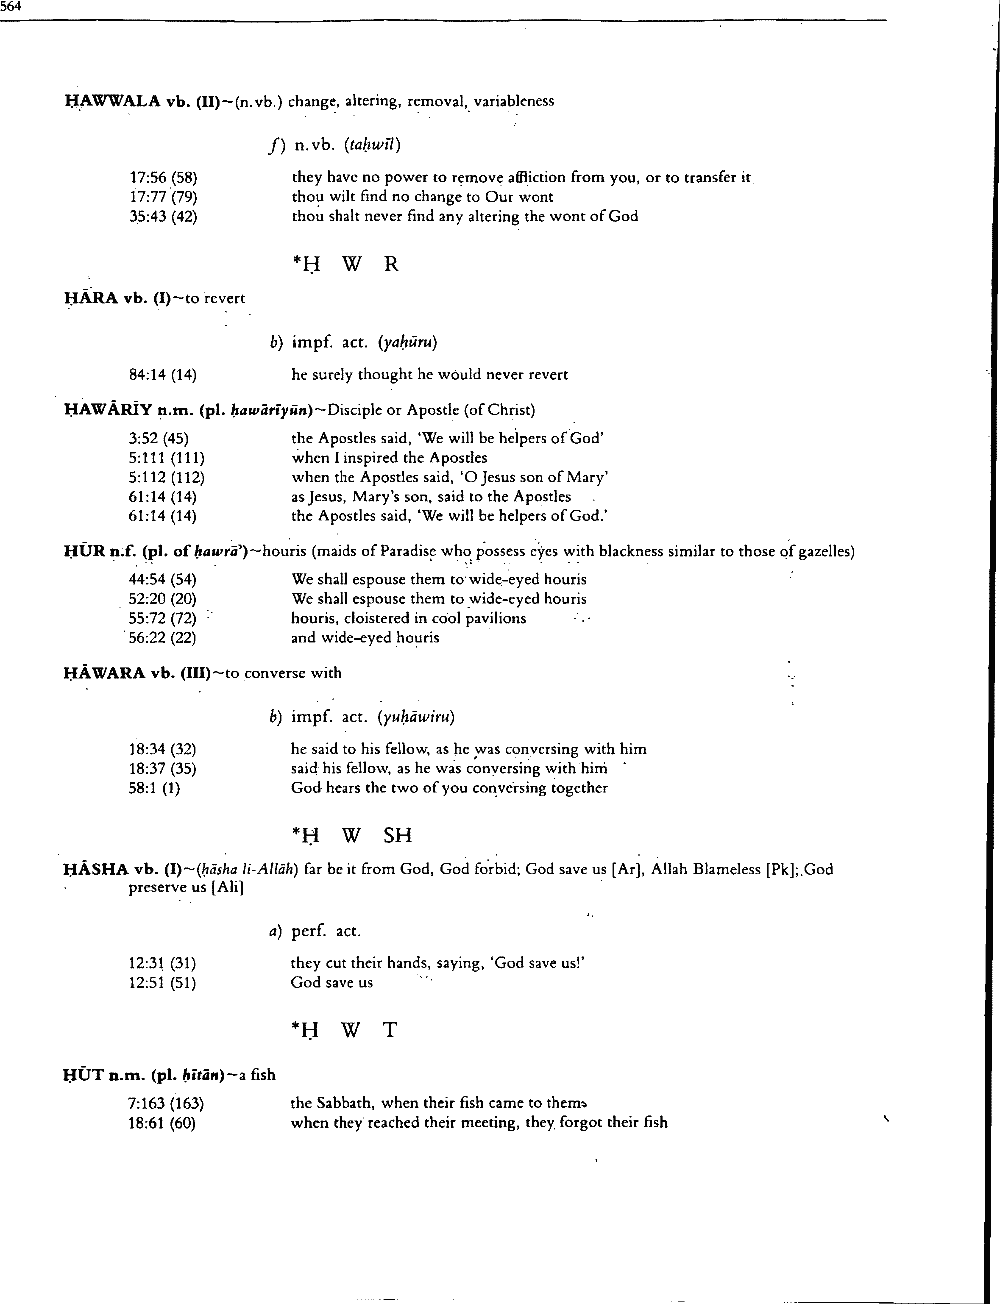 564
ḤAWWALA vb. (II)~(n.vb.) change, altering, removal, variableness
f) n.vb. (taḥwīl)
17:56 (58) they have no power to remove affliction from you, or to transfer it
17:77 (79) thou wilt find no change to Our wont
35:43 (42) thou shalt never find any altering the wont of God
*Ḥ W R
ḤĀRA vb. (I)~to revert
b) impf. act. (yaḥūru)
84:14 (14) he surely thought he would never revert
ḤAWĀRĪY n.m. (pl. ḥawārīyūn)~Disciple or Apostle (of Christ)
3:52 (45) the Apostles said, ‘We will be helpers of God’
5:111 (111) when I inspired the Apostles
5:112 (112) when the Apostles said, ‘O Jesus son of Mary’
61:14 (14) as Jesus, Mary's son, said to the Apostles
61:14 (14) the Apostles said, ‘We will be helpers of God.’
ḤŪR n.f. (pl. of ḥawrā’)~houris (maids of Paradise who possess eyes with blackness similar to those of gazelles)
44:54 (54) We shall espouse them to wide-eyed houris
52:20 (20) We shall espouse them to wide-eyed houris
55:72 (72) houris, cloistered in cool pavilions
56:22 (22) and wide-eyed houris
ḤĀWARA vb. (III)~to converse with
b) impf. act. (yuḥāwiru)
18:34 (32) he said to his fellow, as he was conversing with him
18:37 (35) said his fellow, as he was conversing with him
58:1 (1) God hears the two of you conversing together
*Ḥ W SH
ḤĀSHA vb. (I)~(ḥāsha li-Allāh) far be it from God, God forbid; God save us [Ar], Allah Blameless [Pk]; God
preserve us [Ali]
a) perf. act.
12:31 (31) they cut their hands, saying, ‘God save us!’
12:51 (51) God save us
*Ḥ W T
ḤŪT n.m. (pl. ḥītān)~a fish
7:163 (163) the Sabbath, when their fish came to them
18:61 (60) when they reached their meeting, they forgot their fish